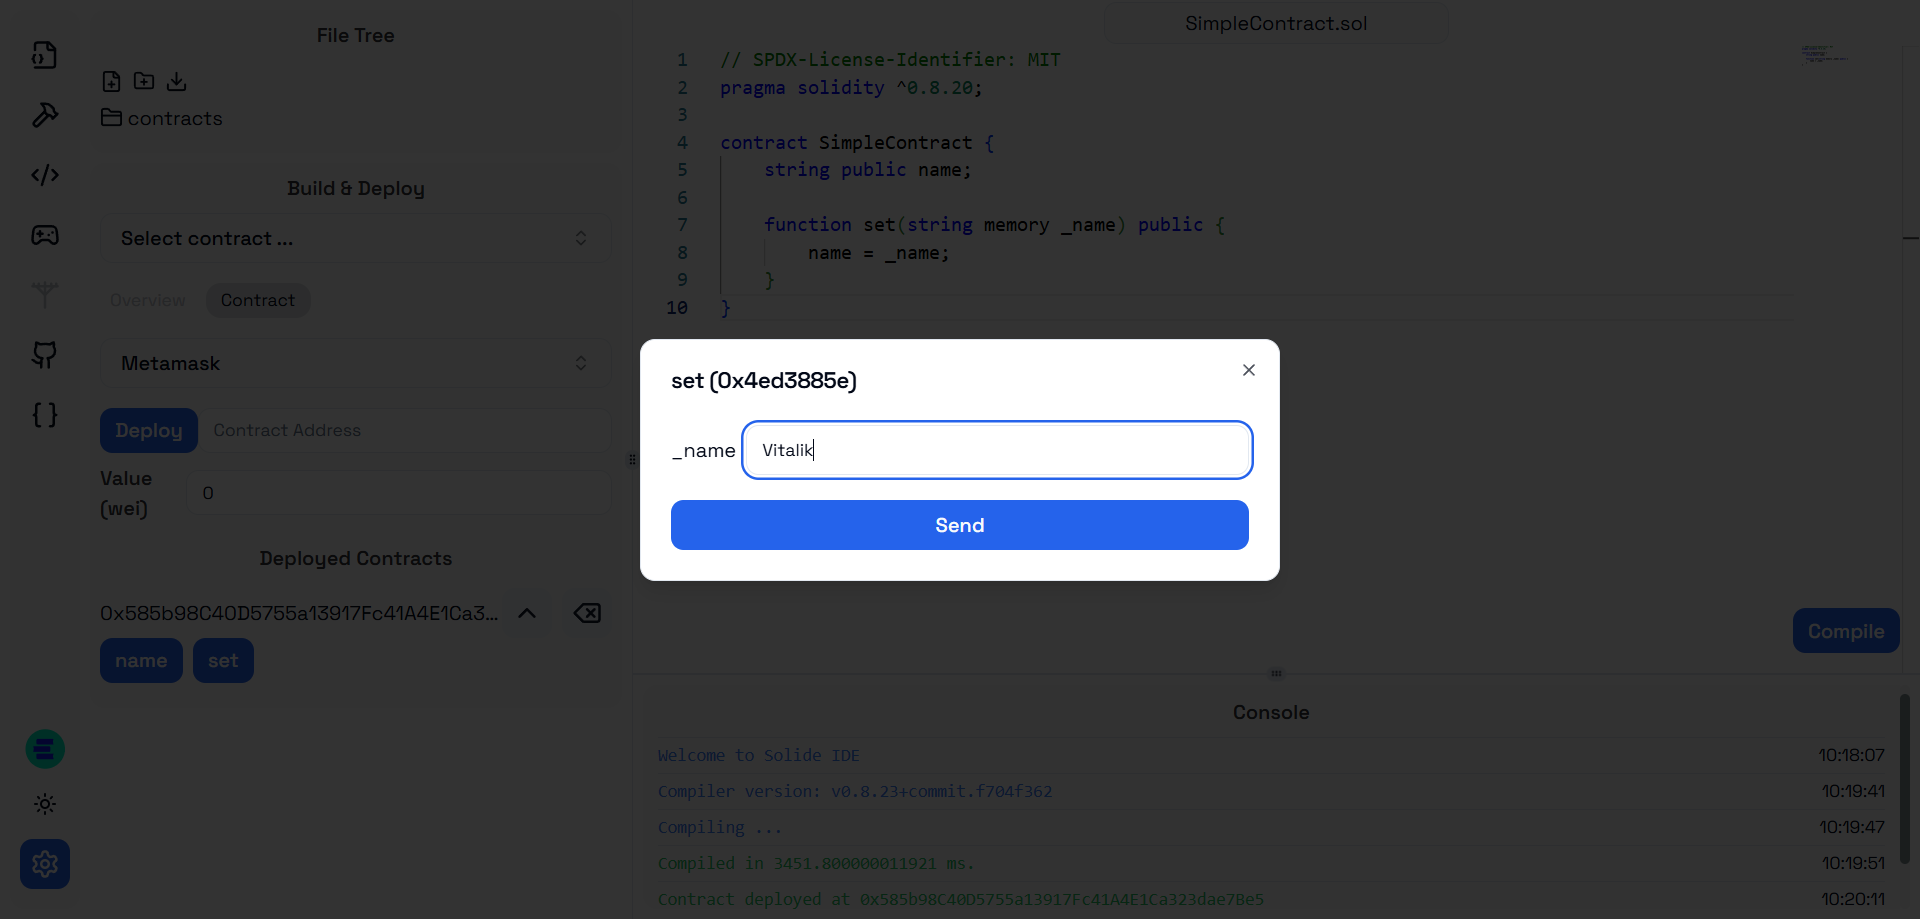 File Tree
contracts
Build & Deploy
Select contract ...
Overview
Contract
Metamask
Deploy
Contract Address
Value
(wei)
0
Deployed Contracts
0x585b98C40D5755a13917Fc41A4E1Ca3...
name
set
SimpleContract.sol
1 // SPDX-License-Identifier: MIT
2 pragma solidity ^0.8.20;
3
4 contract SimpleContract {
5 string public name;
6
7 function set(string memory _name) public {
8 name = _name;
9 }
10 }
set (0x4ed3885e)
_name Vitalik
Send
Compile
Console
Welcome to Solide IDE 10:18:07
Compiler version: v0.8.23+commit.f704f362 10:19:41
Compiling ... 10:19:47
Compiled in 3451.800000011921 ms. 10:19:51
Contract deployed at 0x585b98C40D5755a13917Fc41A4E1Ca323dae7Be5 10:20:11